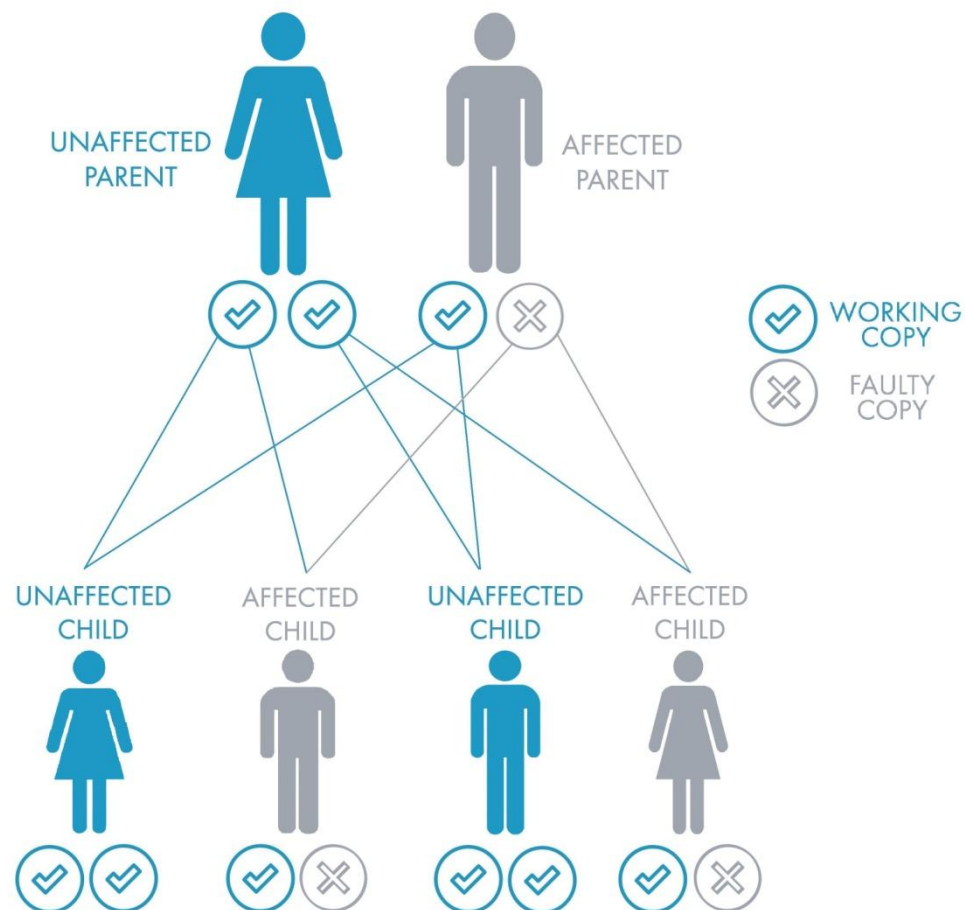 UNAFFECTED
PARENT
AFFECTED
PARENT
WORKING
COPY
FAULTY
COPY
UNAFFECTED
CHILD
AFFECTED
CHILD
UNAFFECTED
CHILD
AFFECTED
CHILD